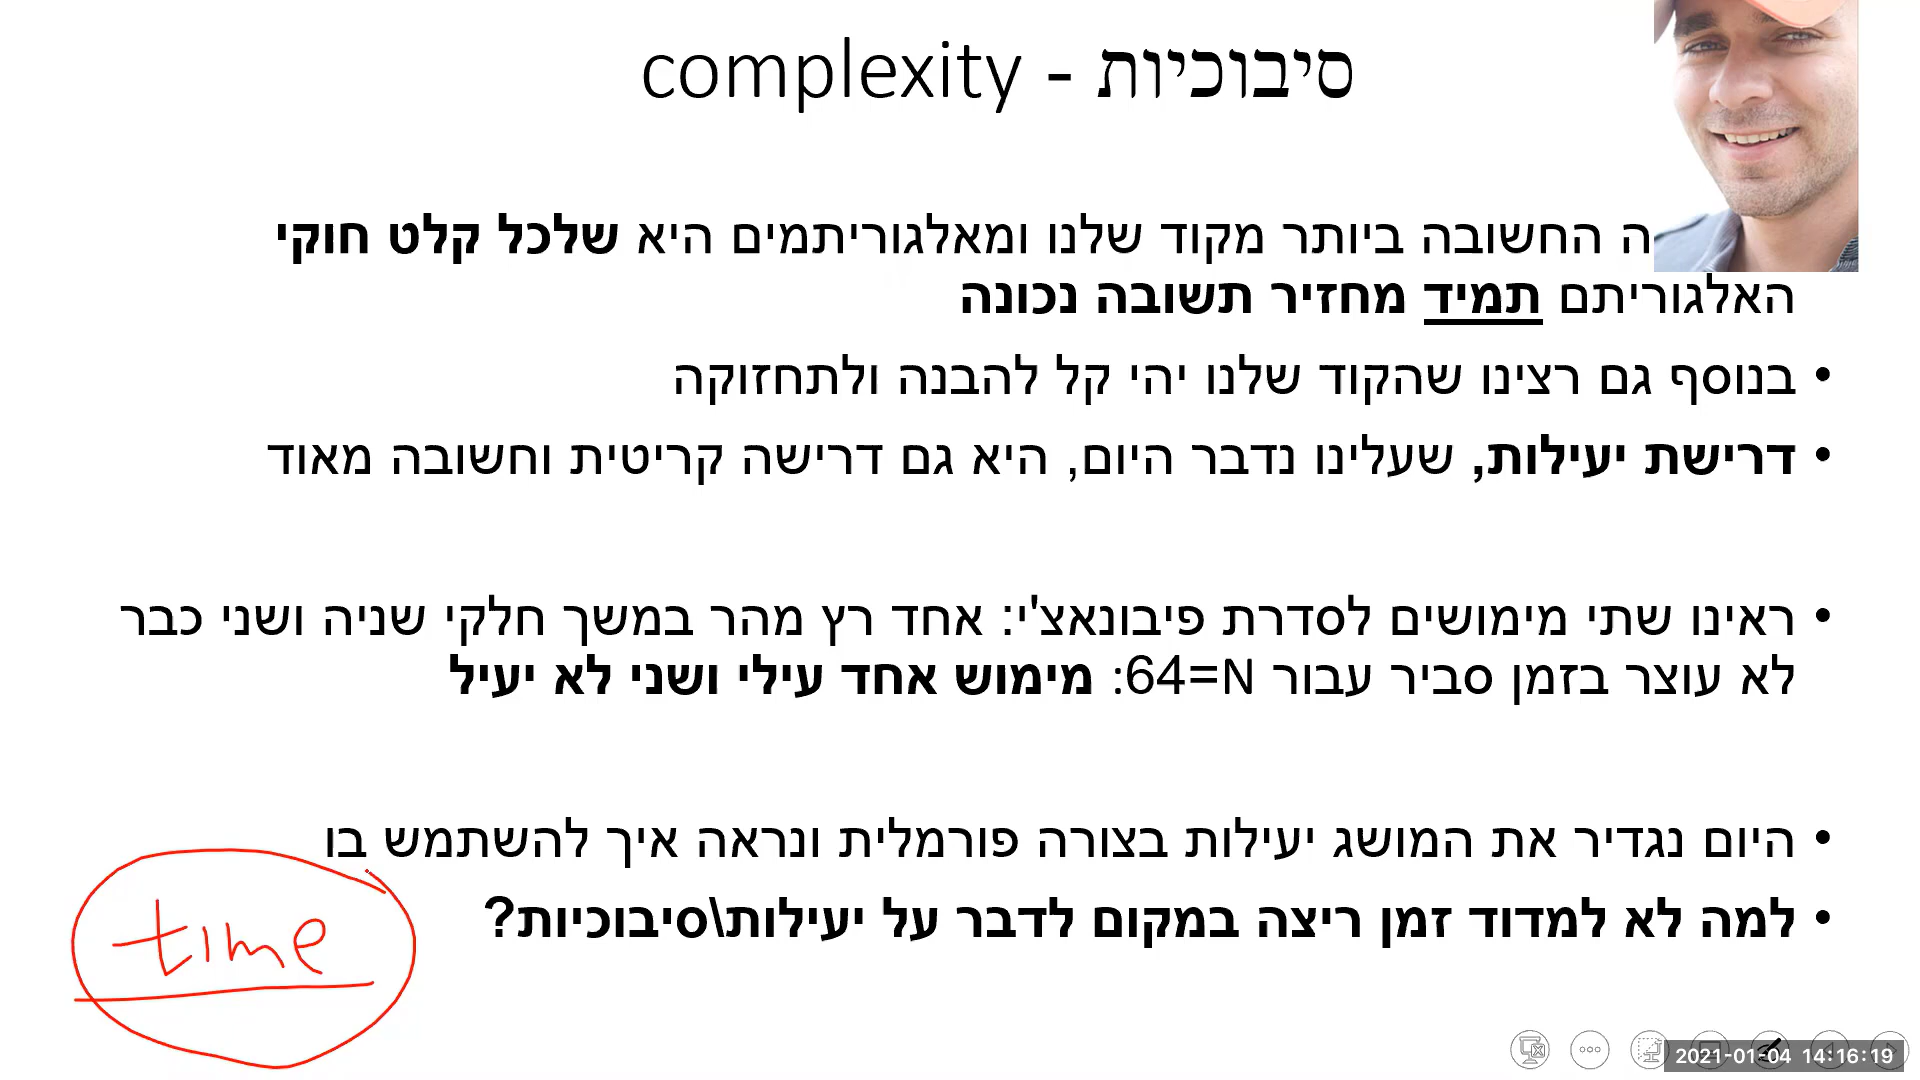 סיבוכיות - complexity
ה החשובה ביותר מקוד שלנו ומאלגוריתמים היא שלכל קלט חוקי
האלגוריתם תמיד מחזיר תשובה נכונה
• בנוסף גם רצינו שהקוד שלנו יהי קל להבנה ולתחזוקה
• דרישת יעילות, שעלינו נדבר היום, היא גם דרישה קריטית וחשובה מאוד
• ראינו שתי מימושים לסדרת פיבונאצ'י: אחד רץ מהר במשך חלקי שניה ושני כבר
לא עוצר בזמן סביר עבור N=64: מימוש אחד עילי ושני לא יעיל
• היום נגדיר את המושג יעילות בצורה פורמלית ונראה איך להשתמש בו
• למה לא למדוד זמן ריצה במקום לדבר על יעילות\סיבוכיות?
time
2021-01-04 14:16:19